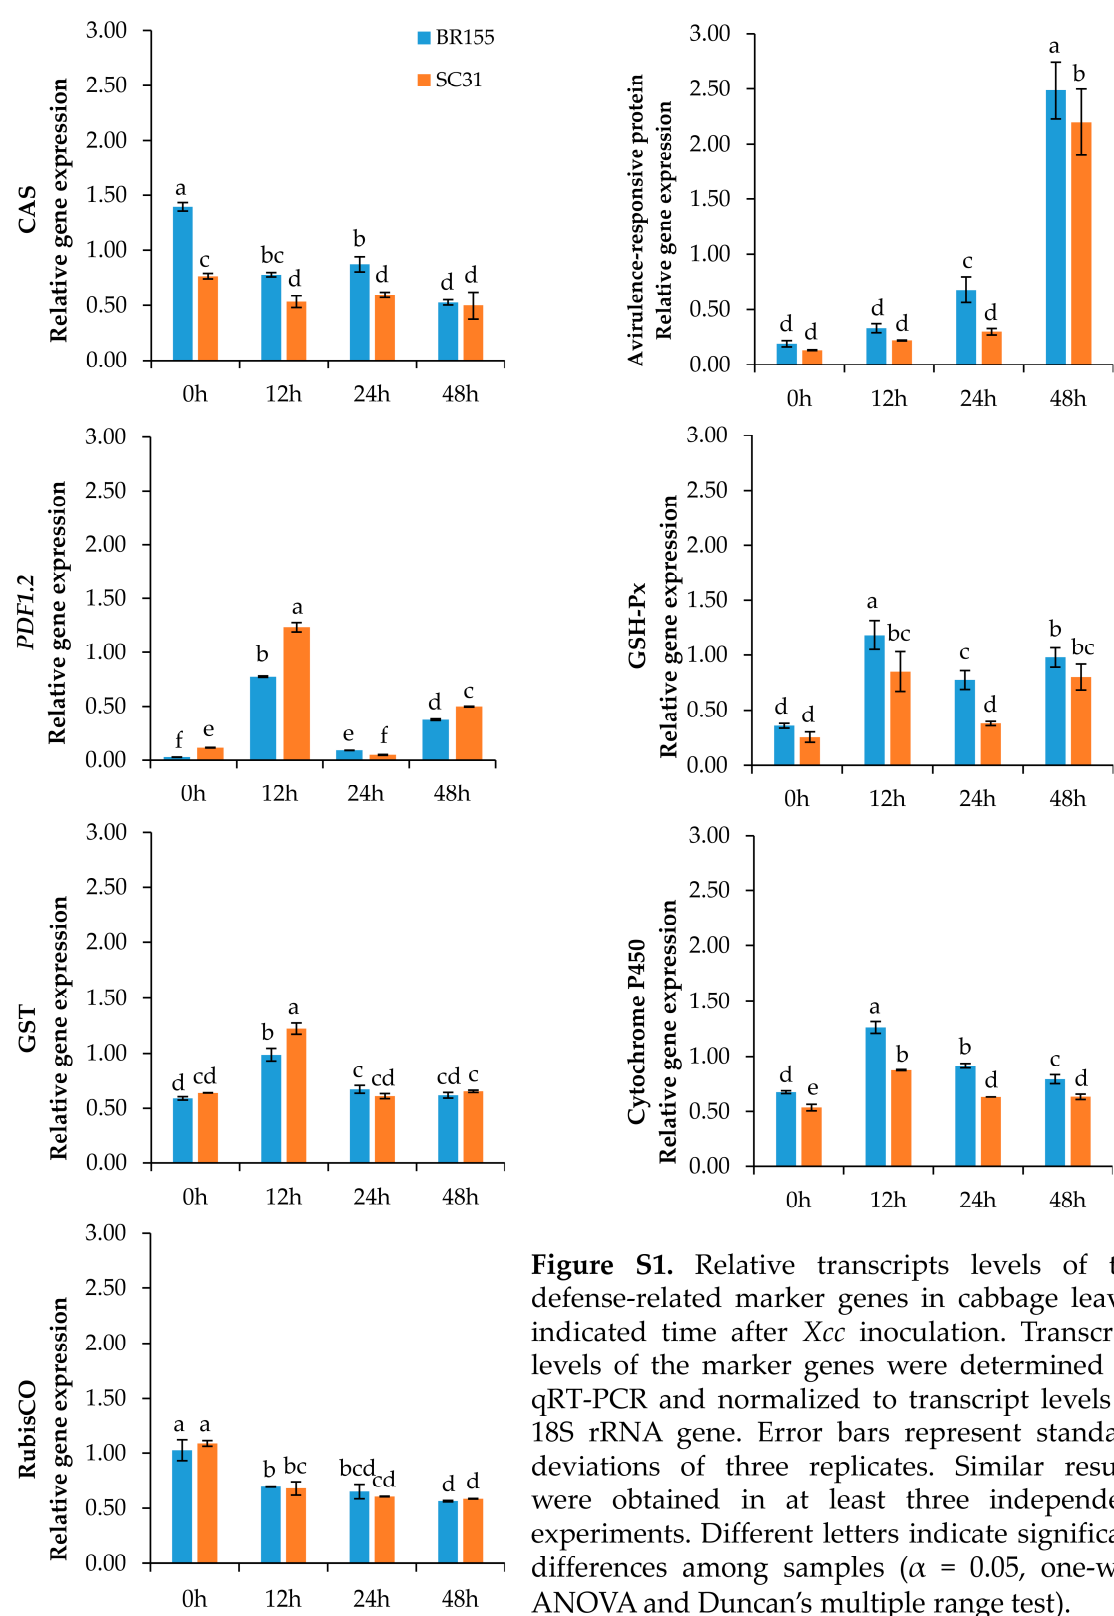 CAS
Relative gene expression
3.00
2.50
2.00
1.50
1.00
0.50
0.00
BR155
SC31
a
c
bc
d
b
d
d
d
0h
12h
24h
48h
Avirulence-responsive protein
Relative gene expression
3.00
2.50
2.00
1.50
1.00
0.50
0.00
d
d
d
d
c
d
a
b
0h
12h
24h
48h
PDF1.2
Relative gene expression
3.00
2.50
2.00
1.50
1.00
0.50
0.00
f
e
b
a
e
f
d
c
0h
12h
24h
48h
GSH-Px
Relative gene expression
3.00
2.50
2.00
1.50
1.00
0.50
0.00
d
d
a
bc
c
d
b
bc
0h
12h
24h
48h
GST
Relative gene expression
3.00
2.50
2.00
1.50
1.00
0.50
0.00
d
cd
b
a
c
cd
cd
c
0h
12h
24h
48h
Cytochrome P450
Relative gene expression
3.00
2.50
2.00
1.50
1.00
0.50
0.00
d
e
a
b
b
d
c
d
0h
12h
24h
48h
RubisCO
Relative gene expression
3.00
2.50
2.00
1.50
1.00
0.50
0.00
a
a
b
bc
bcd
cd
d
d
0h
12h
24h
48h
Figure S1. Relative transcripts levels of
defense-related marker genes in cabbage
indicated time after Xcc inoculation.
levels of the marker genes were determined
qRT-PCR and normalized to transcript levels
18S rRNA gene. Error bars represent
deviations of three replicates. Similar
were obtained in at least three
experiments. Different letters indicate
differences among samples (α = 0.05,
ANOVA and Duncan's multiple range test).